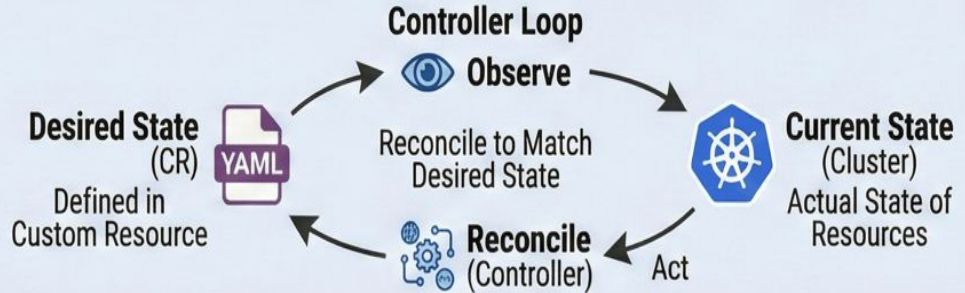 Controller Loop
Observe
Desired State
(CR)
Defined in
Custom Resource
YAML
Reconcile to Match
Desired State
Current State
(Cluster)
Actual State of
Resources
Reconcile
(Controller)
Act